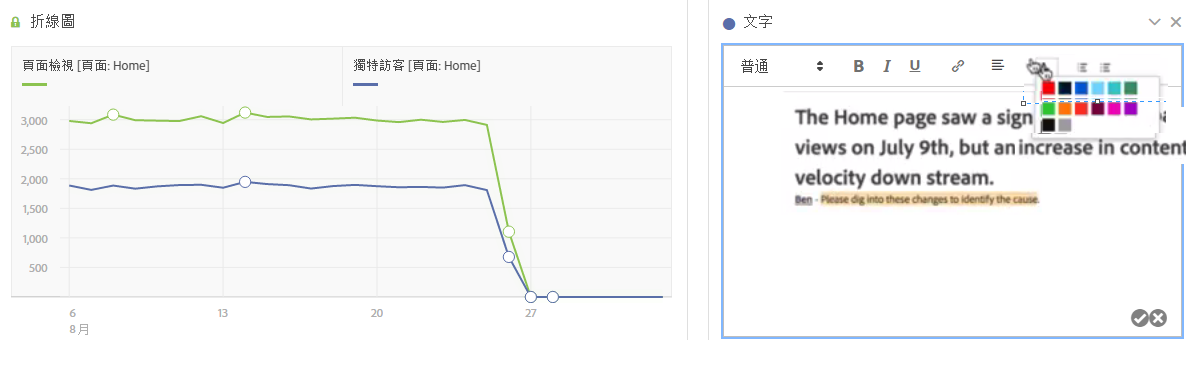 折線圖
頁面檢視 [頁面: Home]
獨特訪客 [頁面: Home]
3,000
2,500
2,000
1,500
1,000
500
6
13
20
27
8 月
文字
普通
B I U
The Home page saw a sign
views on July 9th, but an increase in content
velocity down stream.
Ben - Please dig into these changes to identify the cause.